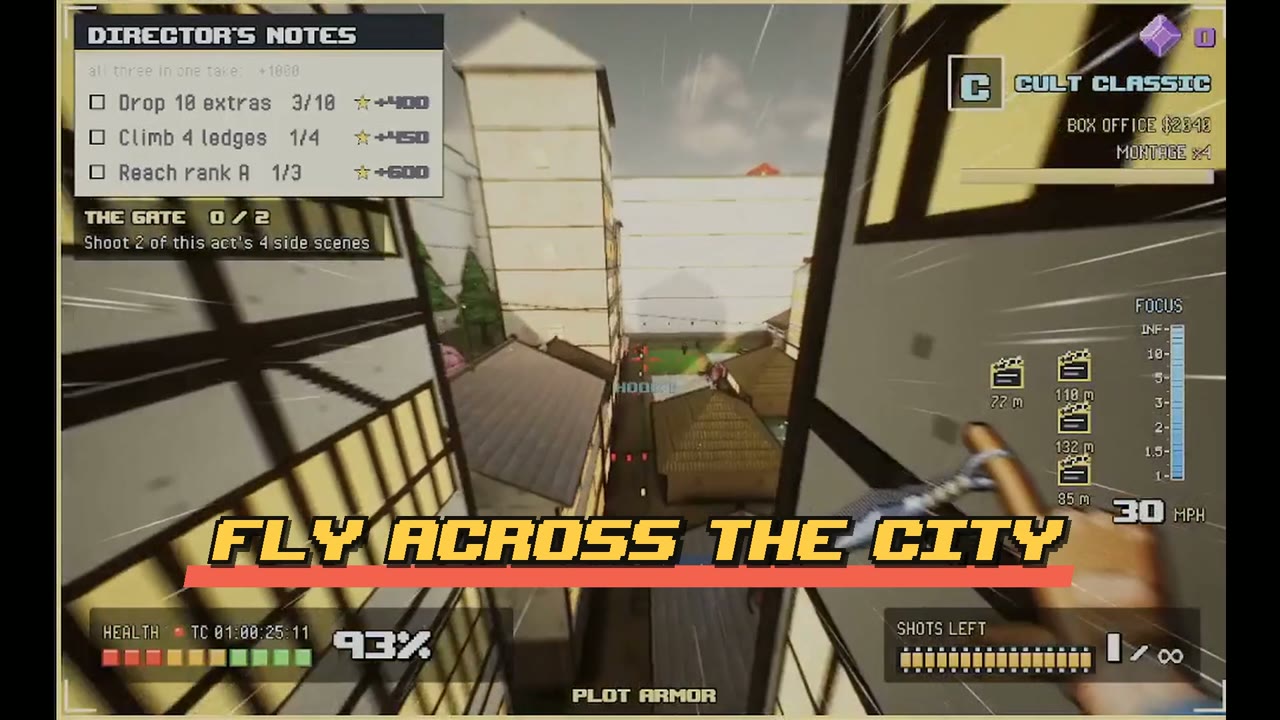 DIRECTOR'S NOTES
all three in one take: +1000
Drop 10 extras 3/10 +400
Climb 4 ledges 1/4 +450
Reach rank A 1/3 +600
THE GATE 0 / 2
Shoot 2 of this act's 4 side scenes
0
C CULT CLASSIC
BOX OFFICE $2340
MONTAGE x4
FOCUS
INF
10
5
3
2
1.5
1
77 m
110 m
132 m
85 m
30 MPH
FLY ACROSS THE CITY
HEALTH TC 01:00:25:11
93%
SHOTS LEFT
1 / ∞
PLOT ARMOR